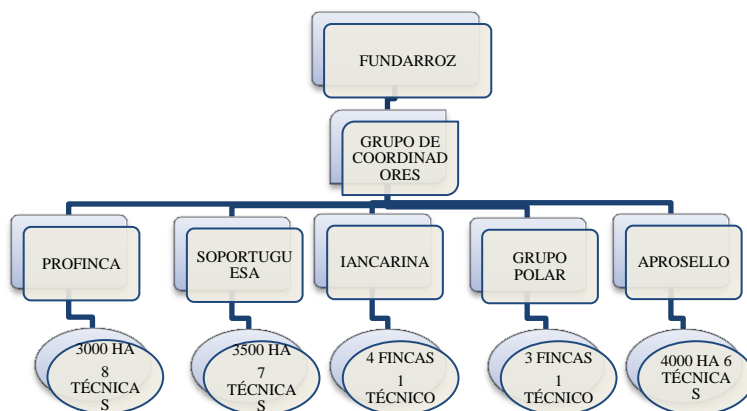 FUNDARROZ
GRUPO DE
COORDINAD
ORES
PROFINCA
SOPORTUGU
ESA
IANCARINA
GRUPO
POLAR
APROSELLO
3000 HA
8
TÉCNICA
S
3500 HA
7
TÉCNICA
S
4 FINCAS
1
TÉCNICO
3 FINCAS
1
TÉCNICO
4000 HA 6
TÉCNICA
S